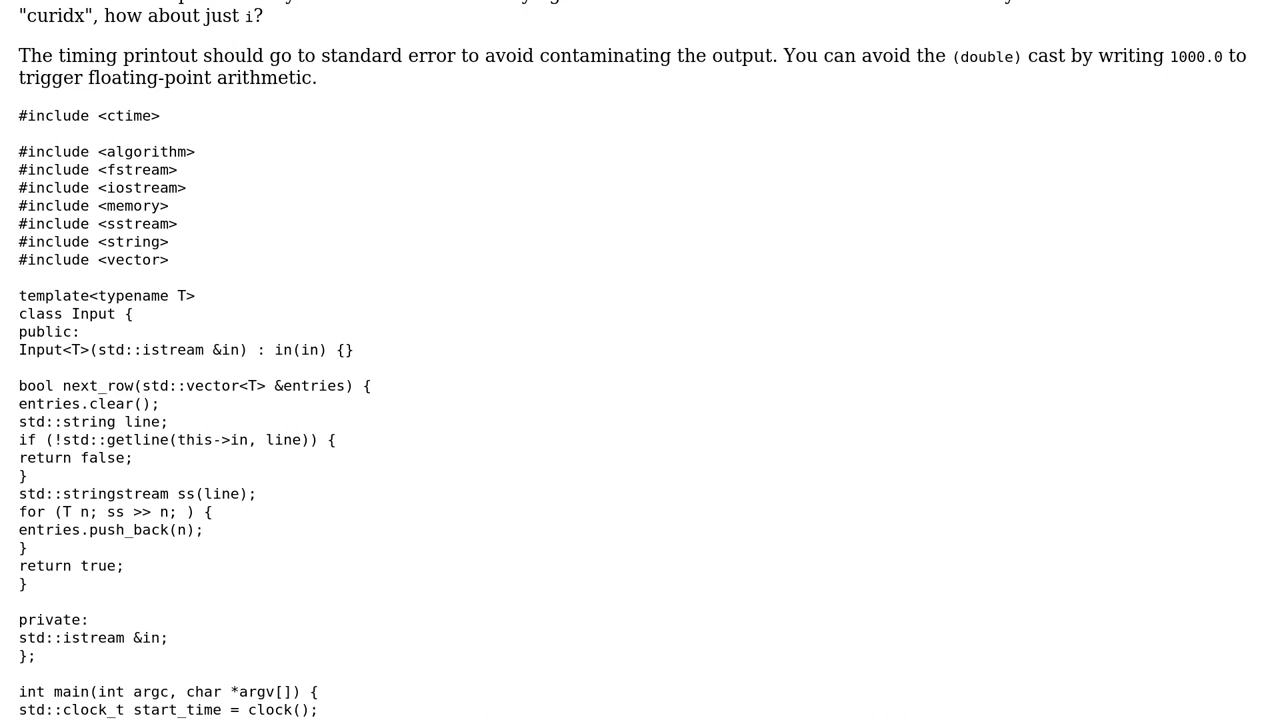 "curidx", how about just i?
The timing printout should go to standard error to avoid contaminating the output. You can avoid the (double) cast by writing 1000.0 to
trigger floating-point arithmetic.
#include <ctime>
#include <algorithm>
#include <fstream>
#include <iostream>
#include <memory>
#include <sstream>
#include <string>
#include <vector>
template<typename T>
class Input {
public:
Input<T>(std::istream &in) : in(in) {}
bool next_row(std::vector<T> &entries) {
entries.clear();
std::string line;
if (!std::getline(this->in, line)) {
return false;
}
std::stringstream ss(line);
for (T n; ss >> n; ) {
entries.push_back(n);
}
return true;
}
private:
std::istream &in;
};
int main(int argc, char *argv[]) {
std::clock_t start_time = clock();